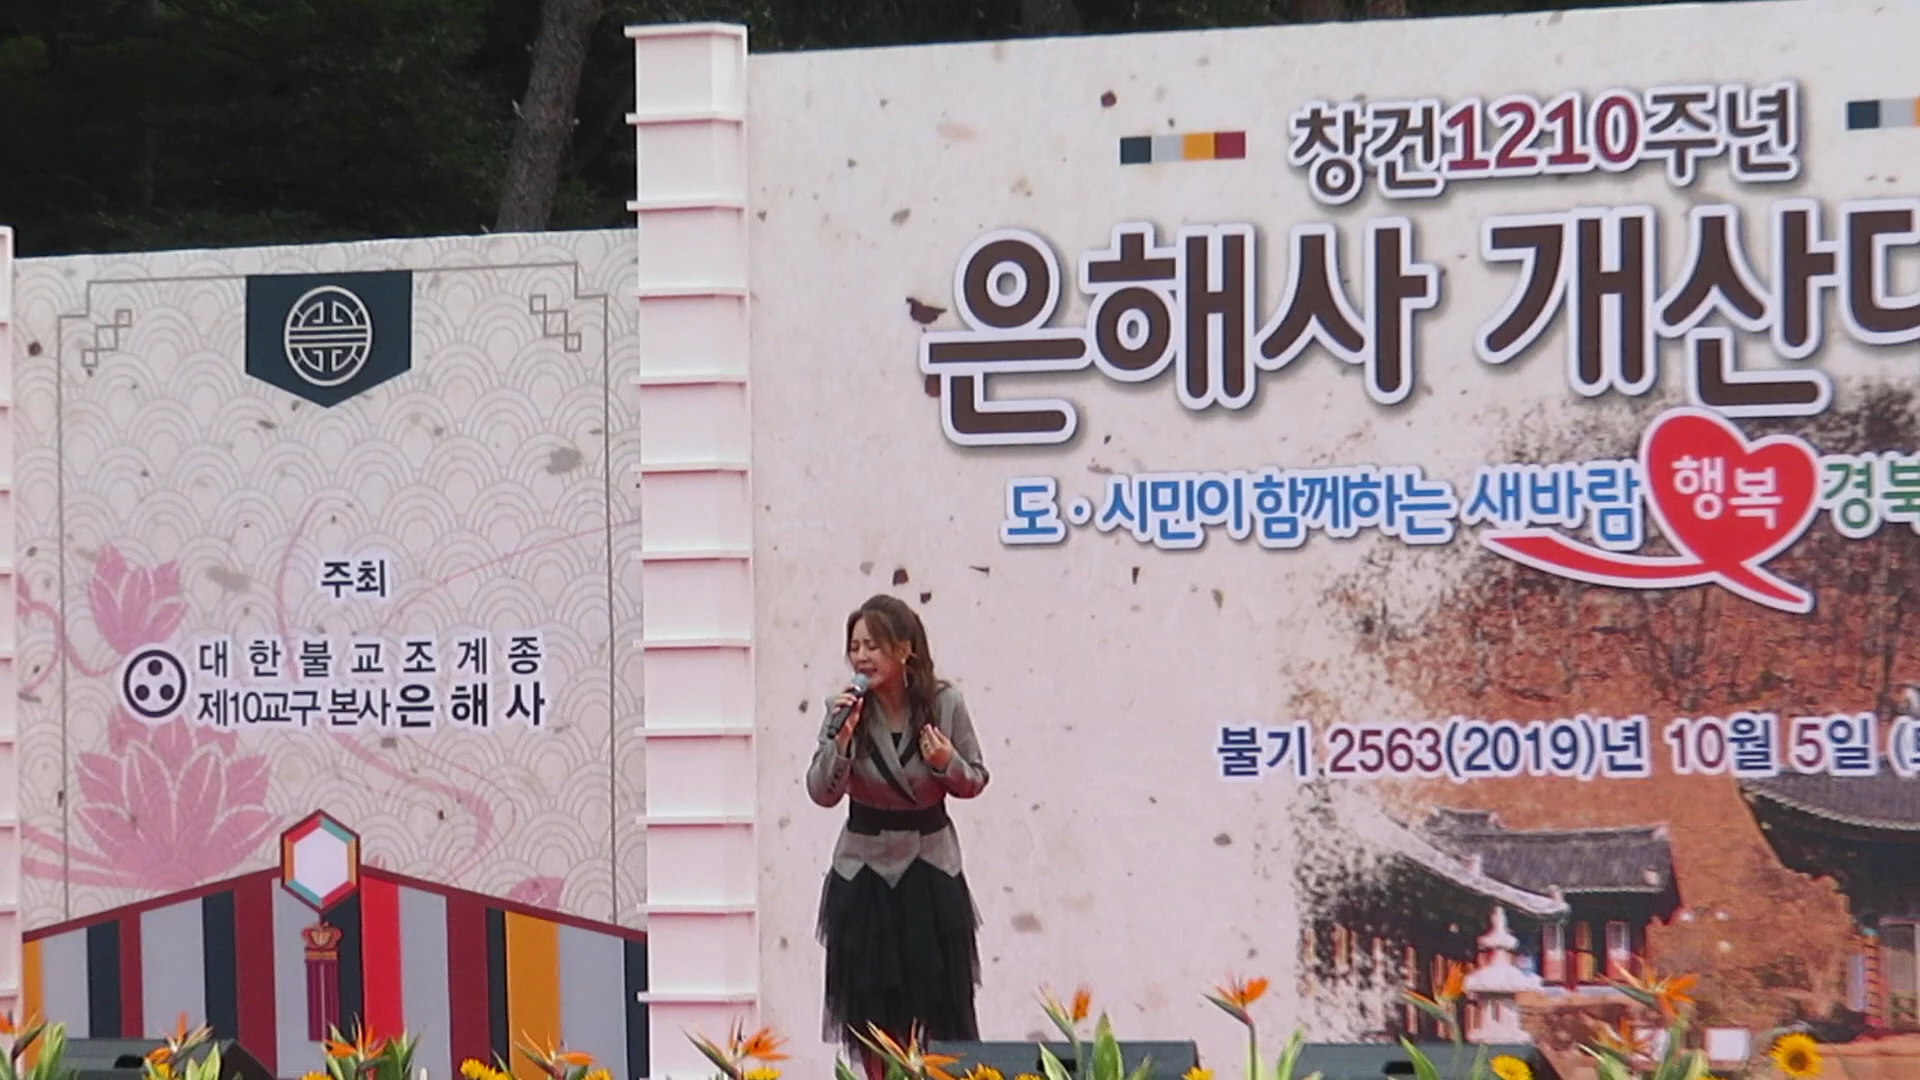 창건1210주년
은해사 개산
도·시민이 함께하는 새바람 행복 경북
불기 2563(2019)년 10월 5일
주최
대한불교조계종
제10교구 본사 은해사